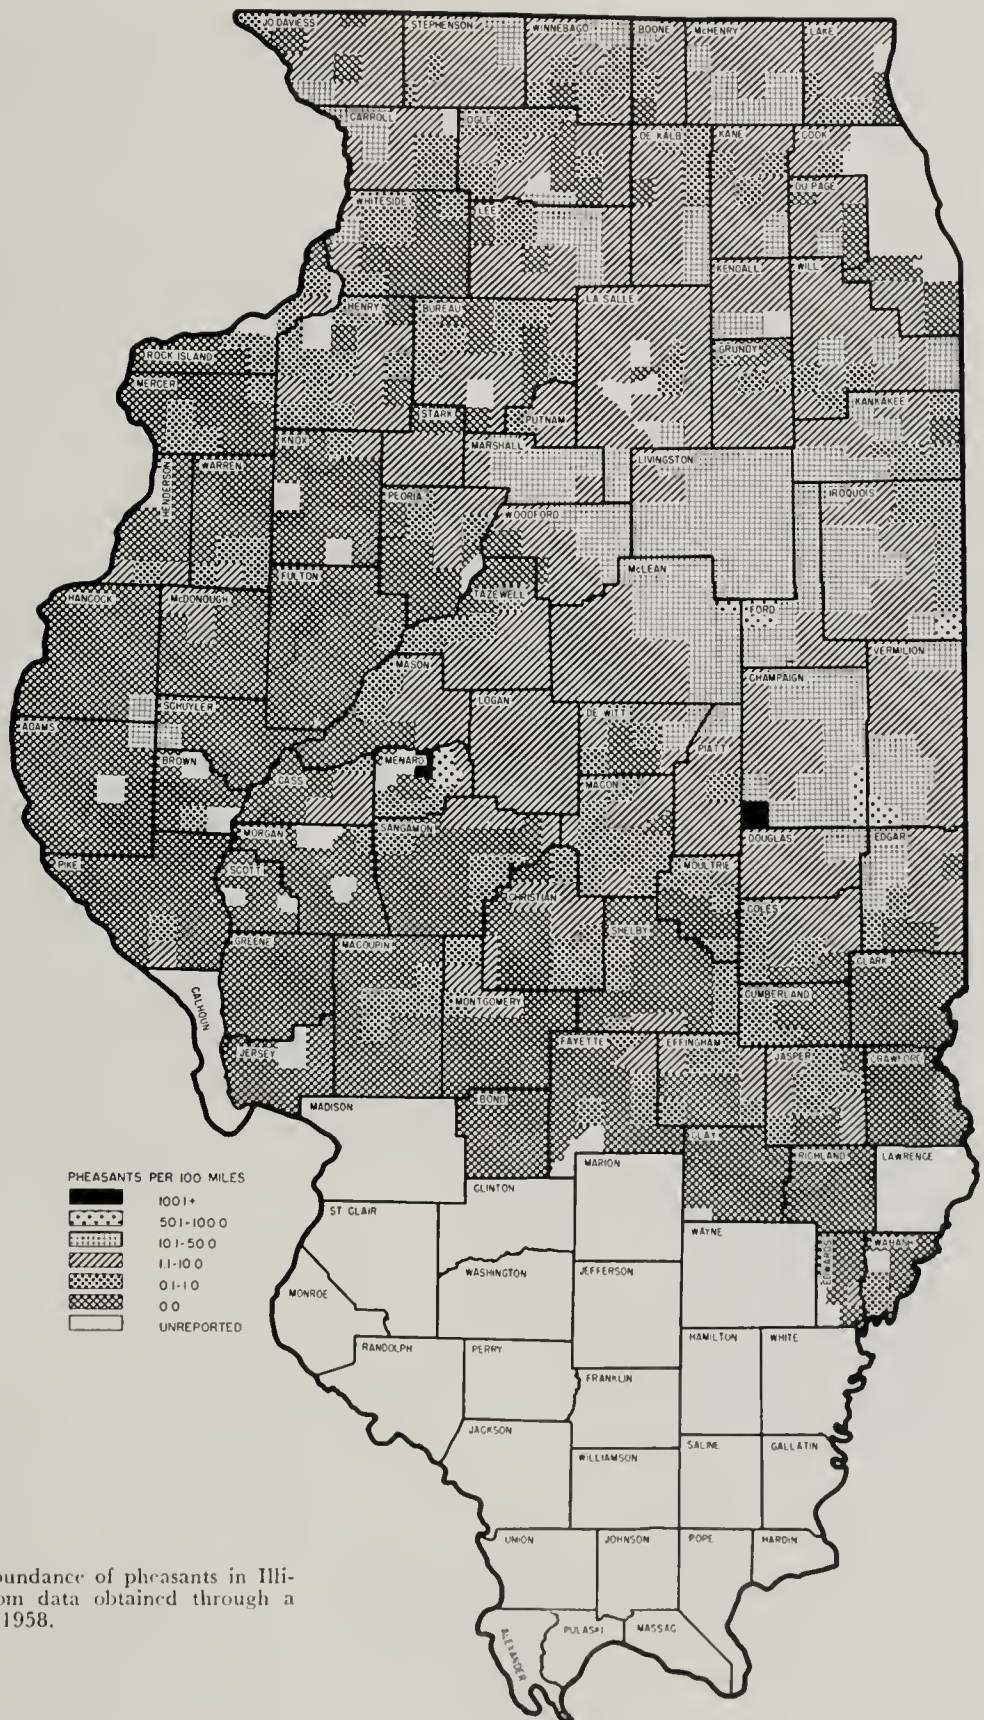 JO DAVIESS
STEPHENSON
WINNEBAGO
BOONE
McHENRY
LAKE
CARROLL
OGLE
DE KALB
KANE
COOK
DU PAGE
WHITESIDE
LEE
KENDALL
WILL
HENRY
BUREAU
LA SALLE
GRUNDY
ROCK ISLAND
MERCER
STARK
PUTNAM
KANKAKEE
KNOX
MARSHALL
LIVINGSTON
HENDERSON
WARREN
PEORIA
WOODFORD
IROQUOIS
McLEAN
FULTON
TAZEWELL
HANCOCK
McDONOUGH
FORD
MASON
VERMILION
CHAMPAIGN
SCHUYLER
LOGAN
ADAMS
DE WITT
PIATT
BROWN
MENARD
CASS
MACON
MORGAN
SANGAMON
DOUGLAS
EDGAR
PIKE
SCOTT
MOULTRIE
CHRISTIAN
COLES
SHELBY
GREENE
MACOUPIN
CLARK
CALHOUN
MONTGOMERY
CUMBERLAND
JERSEY
FAYETTE
EFFINGHAM
JASPER
CRAWFORD
MADISON
BOND
CLAY
RICHLAND
LAWRENCE
MARION
CLINTON
ST CLAIR
WAYNE
EDWARDS
WABASH
WASHINGTON
JEFFERSON
MONROE
HAMILTON
WHITE
RANDOLPH
PERRY
FRANKLIN
JACKSON
SALINE
GALLATIN
WILLIAMSON
UNION
JOHNSON
POPE
HARDIN
ALEXANDER
PULASKI
MASSAC
PHEASANTS PER 100 MILES
100.1+
50.1-100.0
10.1-50.0
1.1-10.0
0.1-1.0
0.0
UNREPORTED
bundance of pheasants in Illi-
om data obtained through a
1958.